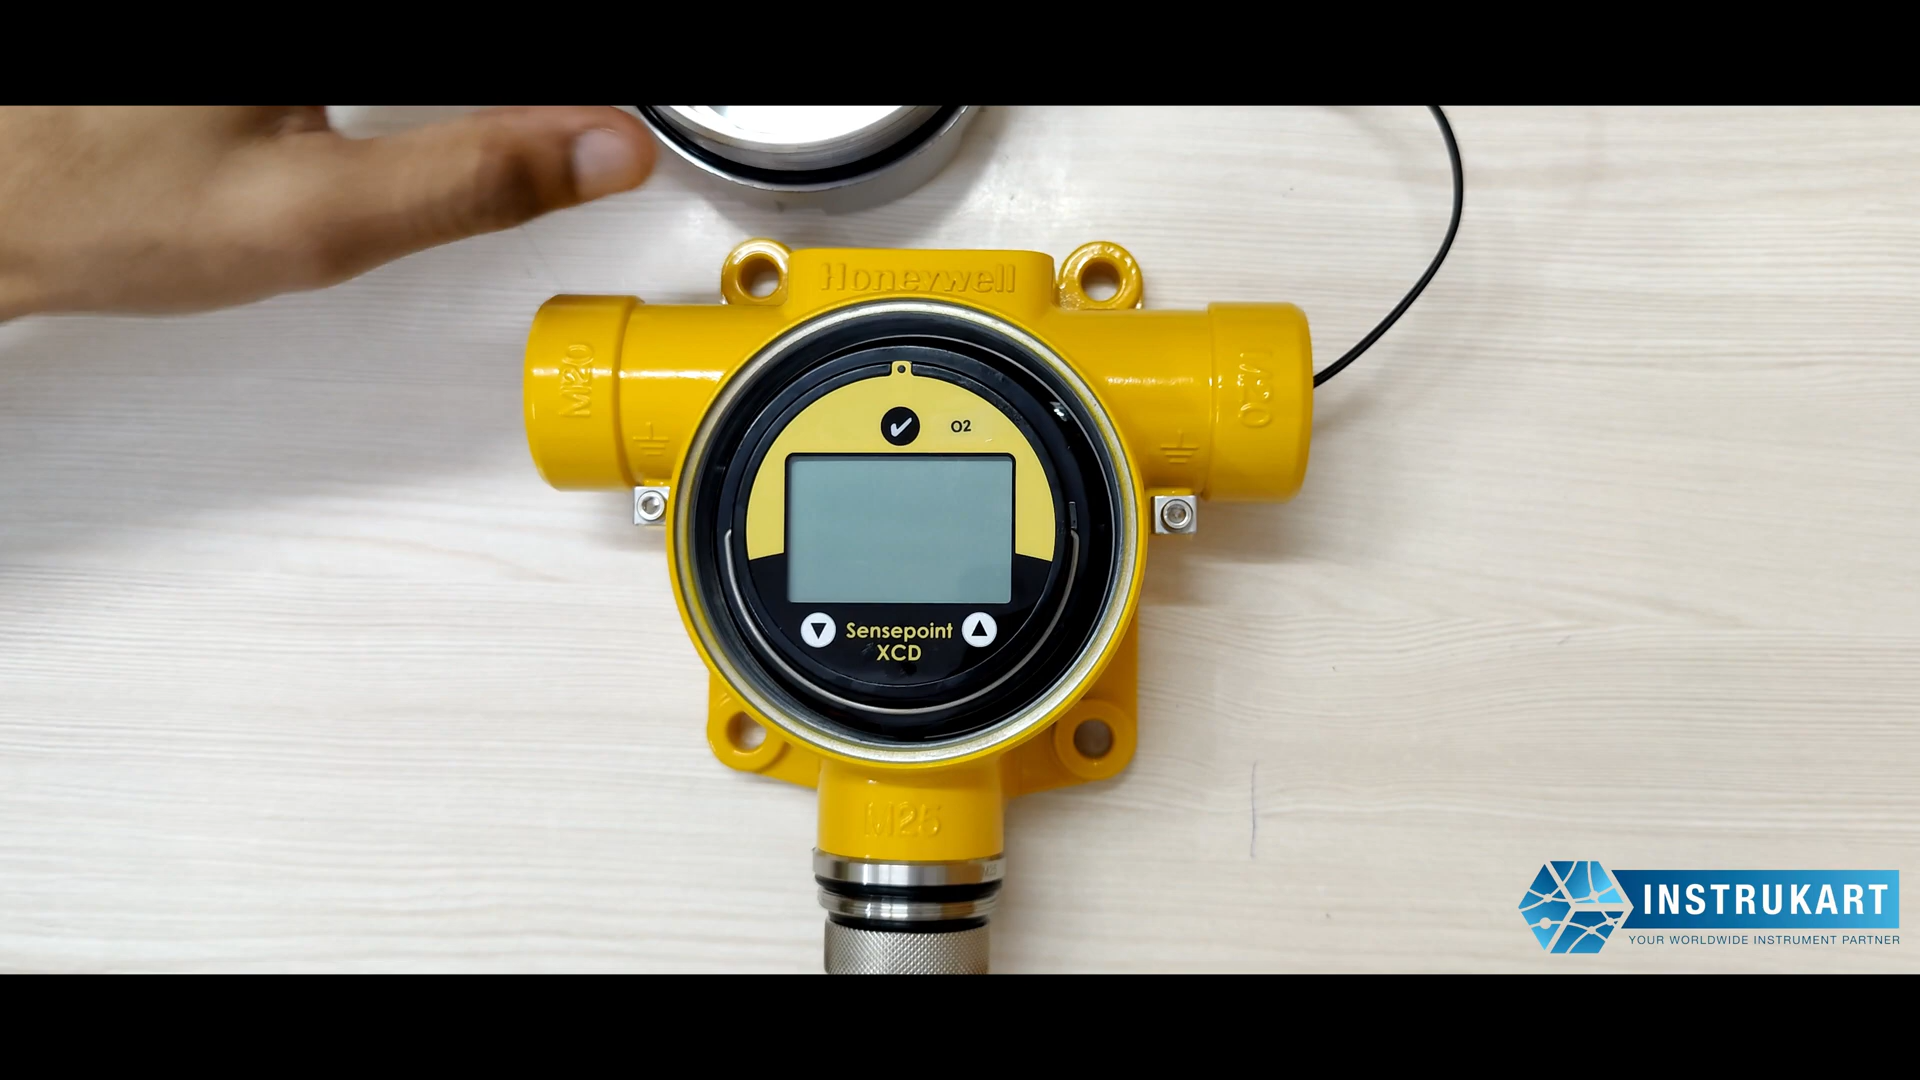 Honeywell
M20
M20
O2
Sensepoint
XCD
M25
INSTRUKART
YOUR WORLDWIDE INSTRUMENT PARTNER